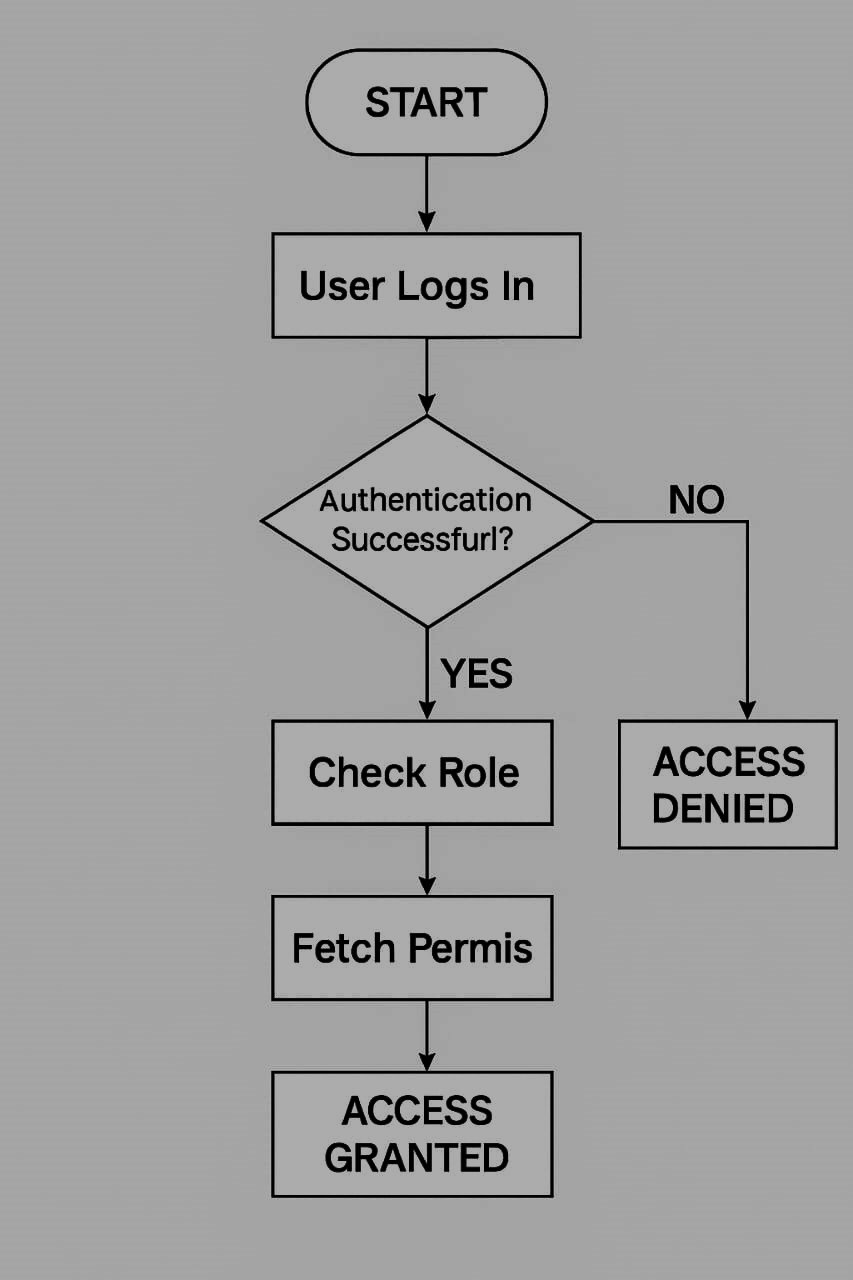 START
User Logs In
Authentication
Successfurl?
NO
YES
Check Role
ACCESS
DENIED
Fetch Permis
ACCESS
GRANTED